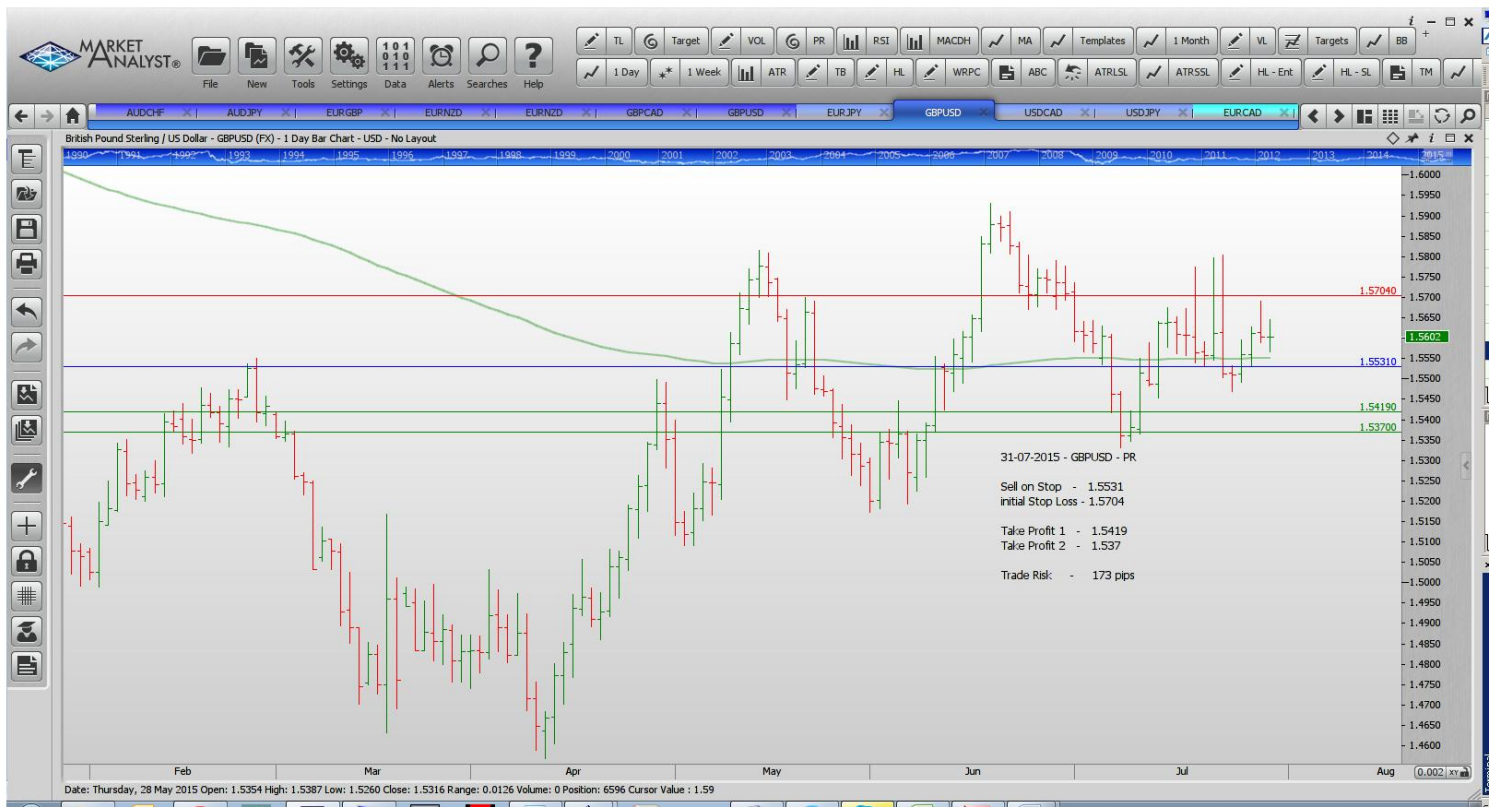 MARKET
ANALYST®
File New Tools Settings Data Alerts Searches Help
101
010
111
TL Target VOL PR RSI MACDH MA Templates 1 Month VL Targets BB
1 Day 1 Week ATR TB HL WRPC ABC ATRLSL ATRSSL HL - Ent HL - SL TM
AUDCHF AUDJPY EURGBP EURNZD EURNZD GBPCAD GBPUSD EURJPY GBPUSD USDCAD USDJPY EURCAD
British Pound Sterling / US Dollar - GBPUSD (FX) - 1 Day Bar Chart - USD - No Layout
1990 1991 1992 1993 1994 1995 1996 1997 1998 1999 2000 2001 2002 2003 2004 2005 2006 2007 2008 2009 2010 2011 2012 2013 2014 2015
1.6000
1.5950
1.5900
1.5850
1.5800
1.5750
1.57040
1.5700
1.5650
1.5602
1.5550
1.55310
1.5500
1.5450
1.54190
1.5400
1.53700
1.5350
1.5300
1.5250
1.5200
1.5150
1.5100
1.5050
1.5000
1.4950
1.4900
1.4850
1.4800
1.4750
1.4700
1.4650
1.4600
31-07-2015 - GBPUSD - PR
Sell on Stop - 1.5531
initial Stop Loss - 1.5704
Take Profit 1 - 1.5419
Take Profit 2 - 1.537
Trade Risk - 173 pips
Feb Mar Apr May Jun Jul Aug
0.002 XY
Date: Thursday, 28 May 2015 Open: 1.5354 High: 1.5387 Low: 1.5260 Close: 1.5316 Range: 0.0126 Volume: 0 Position: 6596 Cursor Value : 1.59
Terminal